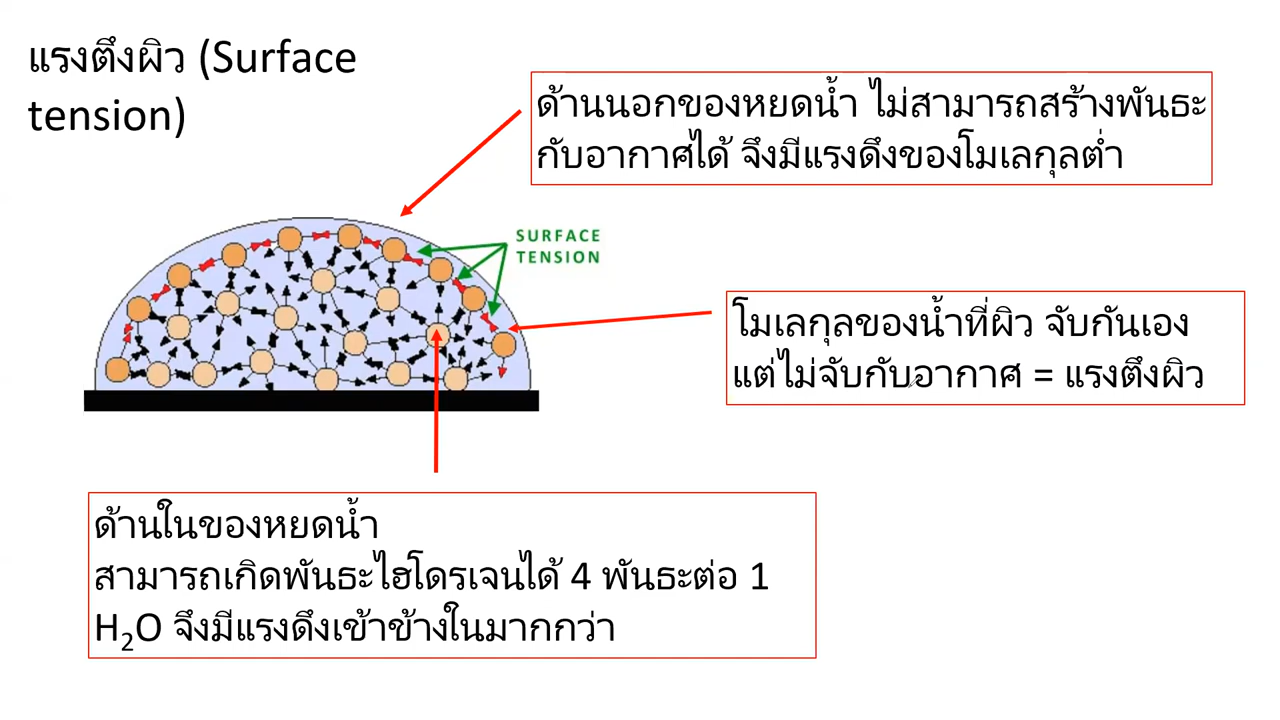 แรงตึงผิว (Surface
tension)
ด้านนอกของหยดน้ำ ไม่สามารถสร้างพันธะ
กับอากาศได้ จึงมีแรงดึงของโมเลกุลต่ำ
SURFACE
TENSION
โมเลกุลของน้ำที่ผิว จับกันเอง
แต่ไม่จับกับอากาศ = แรงตึงผิว
ด้านในของหยดน้ำ
สามารถเกิดพันธะไฮโดรเจนได้ 4 พันธะต่อ 1
H₂O จึงมีแรงดึงเข้าข้างในมากกว่า